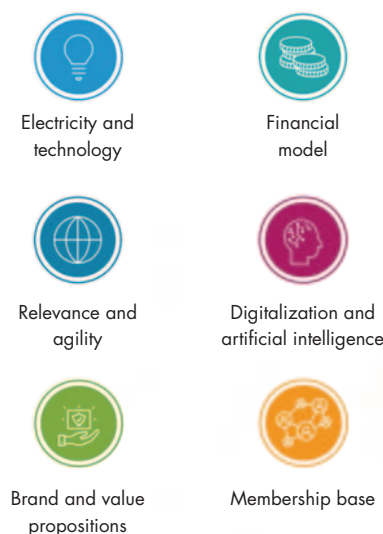 Electricity and
technology
Financial
model
Relevance and
agility
Digitalization and
artificial intelligence
Brand and value
propositions
Membership base